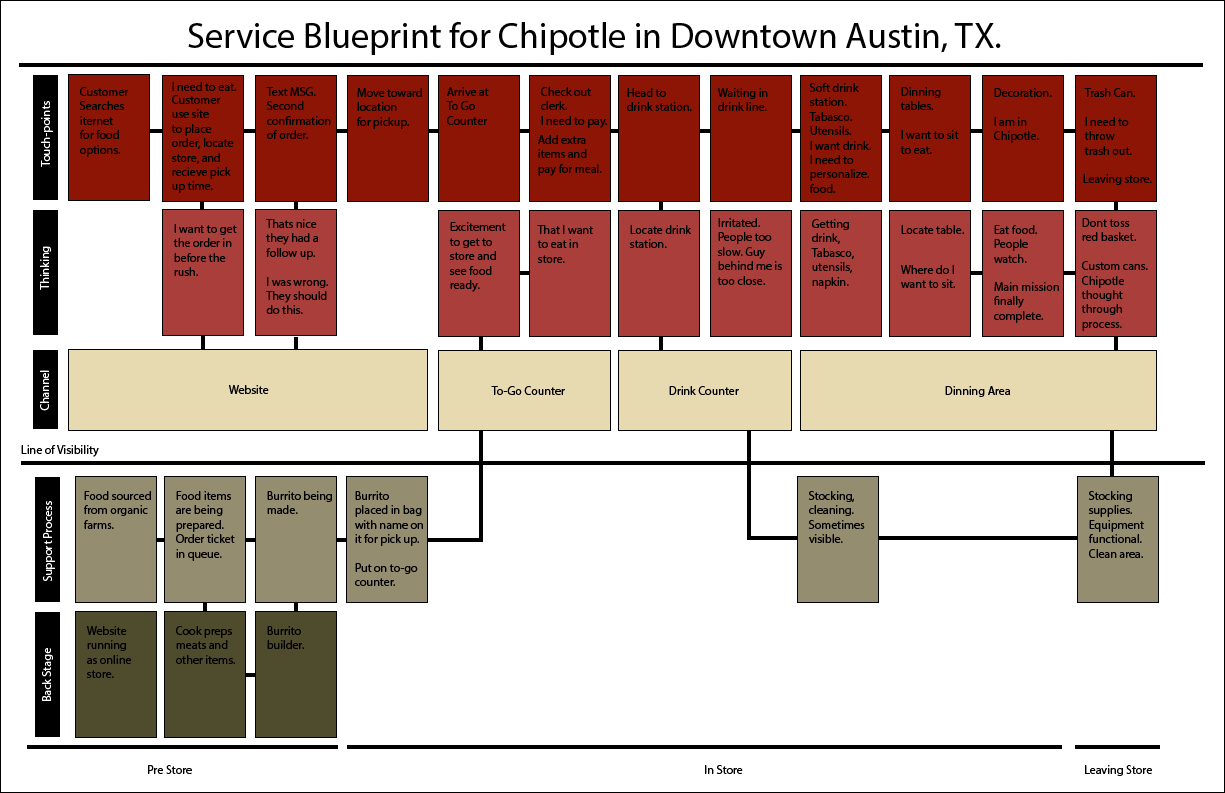 Service Blueprint for Chipotle in Downtown Austin, TX.
Touch-points
Customer
Searches
iternet
for food
options.
I need to eat.
Customer
use site
to place
order, locate
store, and
recieve pick
up time.
Text MSG.
Second
confirmation
of order.
Move toward
location
for pickup.
Arrive at
To Go
Counter
Check out
clerk.
I need to pay.
Add extra
items and
pay for meal.
Head to
drink station.
Waiting in
drink line.
Soft drink
station.
Tabasco.
Utensils.
I want drink.
I need to
personalize.
food.
Dinning
tables.
I want to sit
to eat.
Decoration.
I am in
Chipotle.
Trash Can.
I need to
throw
trash out.
Leaving store.
Thinking
I want to get
the order in
before the
rush.
Thats nice
they had a
follow up.
I was wrong.
They should
do this.
Excitement
to get to
store and
see food
ready.
That I want
to eat in
store.
Locate drink
station.
Irritated.
People too
slow. Guy
behind me is
too close.
Getting
drink,
Tabasco,
utensils,
napkin.
Locate table.
Where do I
want to sit.
Eat food.
People
watch.
Main mission
finally
complete.
Dont toss
red basket.
Custom cans.
Chipotle
thought
through
process.
Channel
Website
To-Go Counter
Drink Counter
Dinning Area
Line of Visibility
Support Process
Food sourced
from organic
farms.
Food items
are being
prepared.
Order ticket
in queue.
Burrito being
made.
Burrito
placed in bag
with name on
it for pick up.
Put on to-go
counter.
Stocking,
cleaning.
Sometimes
visible.
Stocking
supplies.
Equipment
functional.
Clean area.
Back Stage
Website
running
as online
store.
Cook preps
meats and
other items.
Burrito
builder.
Pre Store
In Store
Leaving Store